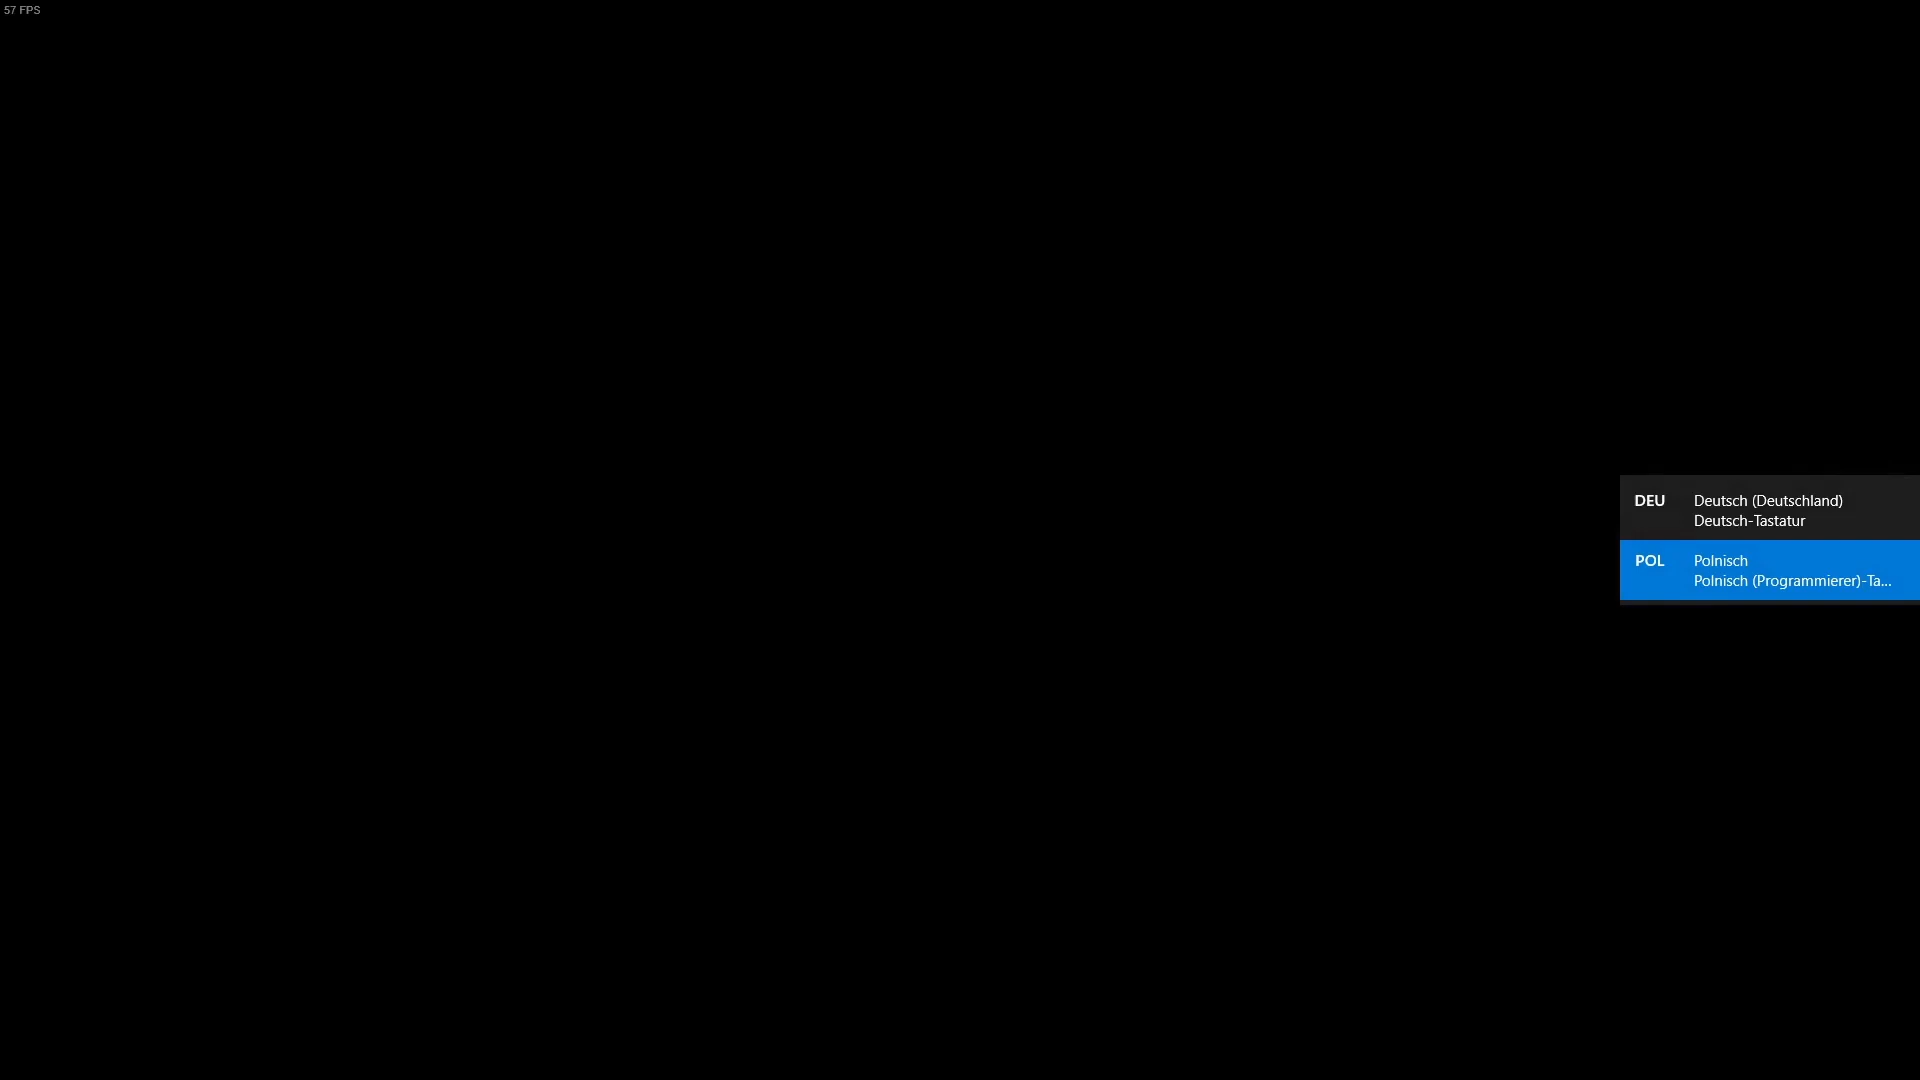 57 FPS
DEU Deutsch (Deutschland)
Deutsch-Tastatur
POL Polnisch
Polnisch (Programmierer)-Ta...